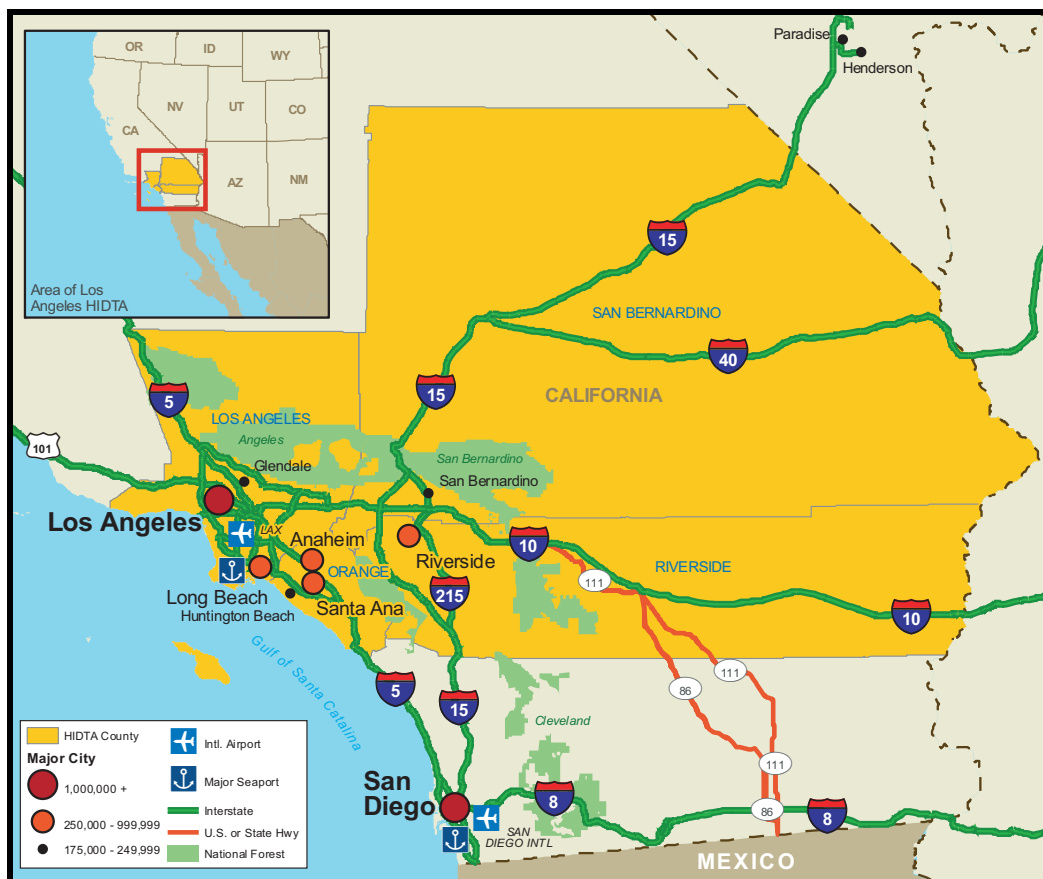 OR
ID
WY
NV
UT
CO
CA
AZ
NM
Area of Los
Angeles HIDTA
Paradise
Henderson
15
SAN BERNARDINO
40
15
CALIFORNIA
5
LOS ANGELES
Angeles
101
Glendale
San Bernardino
San Bernardino
Los Angeles
LAX
Anaheim
Riverside
10
ORANGE
RIVERSIDE
111
215
Long Beach
Santa Ana
Huntington Beach
10
Gulf of Santa Catalina
5
15
86
111
Cleveland
HIDTA County
Major City
1,000,000 +
250,000 - 999,999
175,000 - 249,999
Intl. Airport
Major Seaport
Interstate
U.S. or State Hwy
National Forest
San
Diego
SAN
DIEGO INTL
8
111
86
8
MEXICO